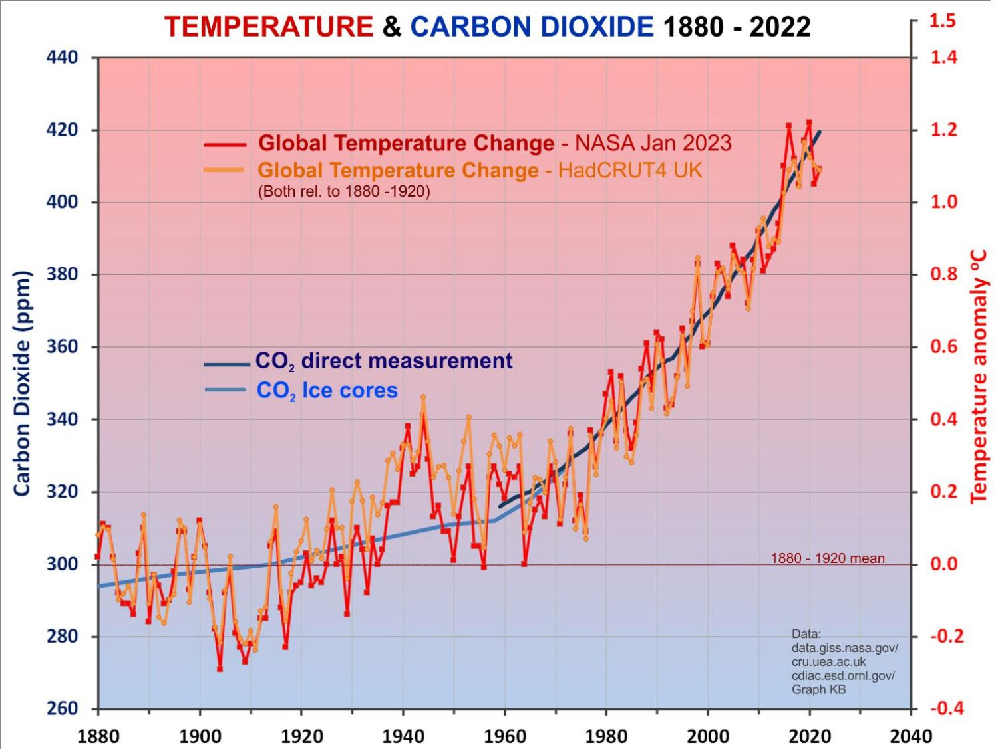 TEMPERATURE & CARBON DIOXIDE 1880 - 2022
1.5
440
1.4
420
1.2
Global Temperature Change - NASA Jan 2023
Global Temperature Change - HadCRUT4 UK
(Both rel. to 1880 -1920)
400
1.0
380
0.8
Carbon Dioxide (ppm)
Temperature anomaly ºC
360
0.6
CO₂ direct measurement
CO₂ Ice cores
340
0.4
320
0.2
1880 - 1920 mean
300
0.0
280
-0.2
Data:
data.giss.nasa.gov/
cru.uea.ac.uk
cdiac.esd.ornl.gov/
Graph KB
260
-0.4
1880 1900 1920 1940 1960 1980 2000 2020 2040